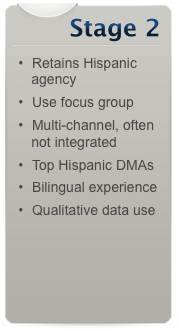 Stage 2
• Retains Hispanic
agency
• Use focus group
• Multi-channel, often
not integrated
• Top Hispanic DMAs
• Bilingual experience
• Qualitative data use